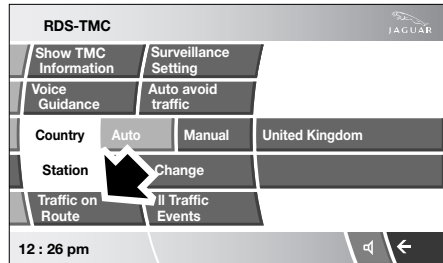 RDS-TMC
JAGUAR
Show TMC Information
Surveillance Setting
Voice Guidance
Auto avoid traffic
Country
Auto
Manual
United Kingdom
Station
Change
Traffic on Route
ll Traffic Events
12 : 26 pm